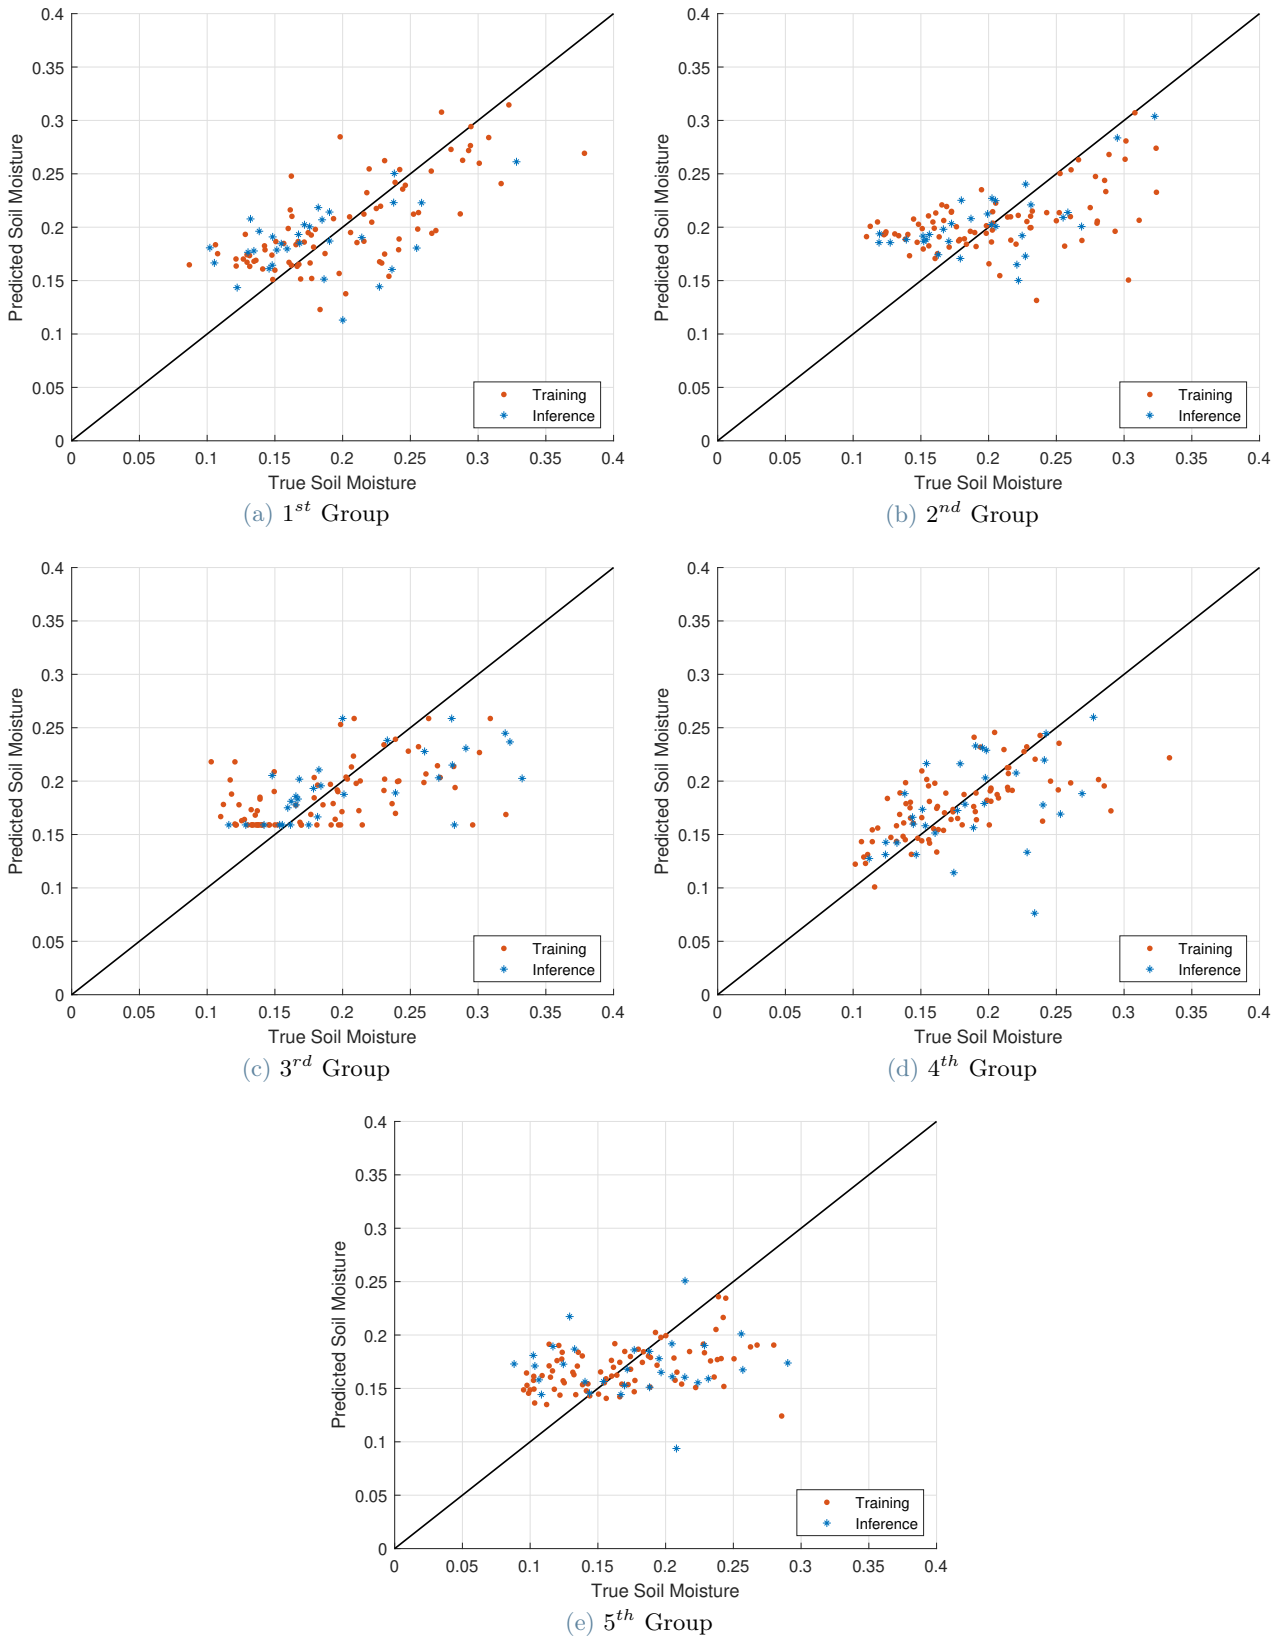 0.4
0.35
0.3
0.25
0.2
0.15
0.1
0.05
0
Predicted Soil Moisture
Training
Inference
0 0.05 0.1 0.15 0.2 0.25 0.3 0.35 0.4
True Soil Moisture
(a) 1st Group
0.4
0.35
0.3
0.25
0.2
0.15
0.1
0.05
0
Predicted Soil Moisture
Training
Inference
0 0.05 0.1 0.15 0.2 0.25 0.3 0.35 0.4
True Soil Moisture
(b) 2nd Group
0.4
0.35
0.3
0.25
0.2
0.15
0.1
0.05
0
Predicted Soil Moisture
Training
Inference
0 0.05 0.1 0.15 0.2 0.25 0.3 0.35 0.4
True Soil Moisture
(c) 3rd Group
0.4
0.35
0.3
0.25
0.2
0.15
0.1
0.05
0
Predicted Soil Moisture
Training
Inference
0 0.05 0.1 0.15 0.2 0.25 0.3 0.35 0.4
True Soil Moisture
(d) 4th Group
0.4
0.35
0.3
0.25
0.2
0.15
0.1
0.05
0
Predicted Soil Moisture
Training
Inference
0 0.05 0.1 0.15 0.2 0.25 0.3 0.35 0.4
True Soil Moisture
(e) 5th Group